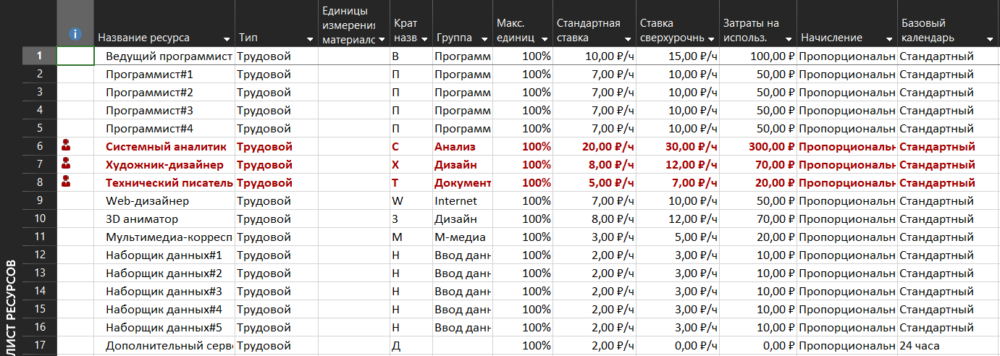 Название ресурса Тип Единицы измерения материалс Крат назв Группа Макс. единиц Стандартная ставка Ставка сверхурочнь Затраты на использ. Начисление Базовый календарь
1 Ведущий программист Трудовой В Программ 100% 10,00 ₽/ч 15,00 ₽/ч 100,00 ₽ Пропорциональн Стандартный
2 Программист#1 Трудовой П Программ 100% 7,00 ₽/ч 10,00 ₽/ч 50,00 ₽ Пропорциональн Стандартный
3 Программист#2 Трудовой П Программ 100% 7,00 ₽/ч 10,00 ₽/ч 50,00 ₽ Пропорциональн Стандартный
4 Программист#3 Трудовой П Программ 100% 7,00 ₽/ч 10,00 ₽/ч 50,00 ₽ Пропорциональн Стандартный
5 Программист#4 Трудовой П Программ 100% 7,00 ₽/ч 10,00 ₽/ч 50,00 ₽ Пропорциональн Стандартный
6 Системный аналитик Трудовой С Анализ 100% 20,00 ₽/ч 30,00 ₽/ч 300,00 ₽ Пропорциональн Стандартный
7 Художник-дизайнер Трудовой Х Дизайн 100% 8,00 ₽/ч 12,00 ₽/ч 70,00 ₽ Пропорциональн Стандартный
8 Технический писатель Трудовой Т Документ 100% 5,00 ₽/ч 7,00 ₽/ч 20,00 ₽ Пропорциональн Стандартный
9 Web-дизайнер Трудовой W Internet 100% 7,00 ₽/ч 10,00 ₽/ч 50,00 ₽ Пропорциональн Стандартный
10 3D аниматор Трудовой 3 Дизайн 100% 8,00 ₽/ч 12,00 ₽/ч 70,00 ₽ Пропорциональн Стандартный
11 Мультимедиа-корресп Трудовой М М-медиа 100% 3,00 ₽/ч 5,00 ₽/ч 20,00 ₽ Пропорциональн Стандартный
12 Наборщик данных#1 Трудовой Н Ввод данн 100% 2,00 ₽/ч 3,00 ₽/ч 10,00 ₽ Пропорциональн Стандартный
13 Наборщик данных#2 Трудовой Н Ввод данн 100% 2,00 ₽/ч 3,00 ₽/ч 10,00 ₽ Пропорциональн Стандартный
14 Наборщик данных#3 Трудовой Н Ввод данн 100% 2,00 ₽/ч 3,00 ₽/ч 10,00 ₽ Пропорциональн Стандартный
15 Наборщик данных#4 Трудовой Н Ввод данн 100% 2,00 ₽/ч 3,00 ₽/ч 10,00 ₽ Пропорциональн Стандартный
16 Наборщик данных#5 Трудовой Н Ввод данн 100% 2,00 ₽/ч 3,00 ₽/ч 10,00 ₽ Пропорциональн Стандартный
17 Дополнительный серв Трудовой Д 100% 2,00 ₽/ч 0,00 ₽/ч 0,00 ₽ Пропорциональн 24 часа
ЛИСТ РЕСУРСОВ